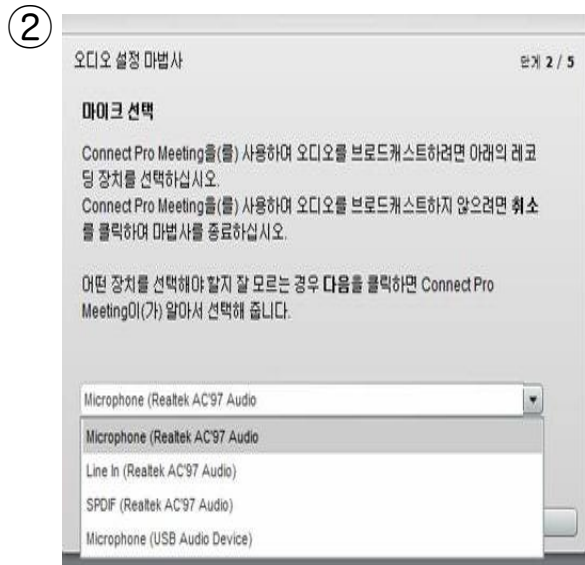 ②
오디오 설정 마법사
단계 2 / 5
마이크 선택
Connect Pro Meeting을(를) 사용하여 오디오를 브로드캐스트하려면 아래의 레코
딩 장치를 선택하십시오.
Connect Pro Meeting을(를) 사용하여 오디오를 브로드캐스트하지 않으려면 취소
를 클릭하여 마법사를 종료하십시오.
어떤 장치를 선택해야 할지 잘 모르는 경우 다음을 클릭하면 Connect Pro
Meeting이(가) 알아서 선택해 줍니다.
Microphone (Realtek AC'97 Audio
Microphone (Realtek AC'97 Audio
Line In (Realtek AC'97 Audio)
SPDIF (Realtek AC'97 Audio)
Microphone (USB Audio Device)